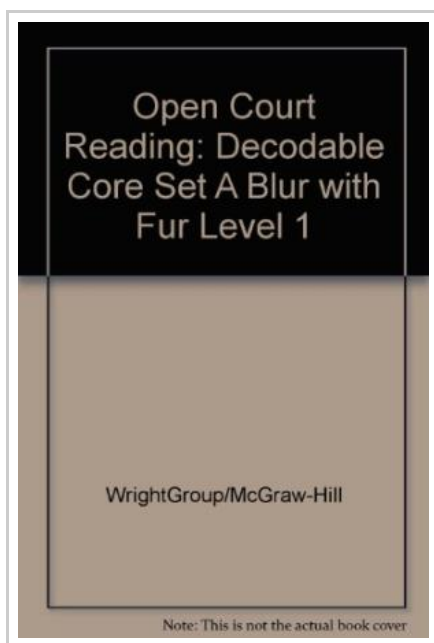 Open Court
Reading: Decodable
Core Set A Blur with
Fur Level 1
WrightGroup/McGraw-Hill
Note: This is not the actual book cover